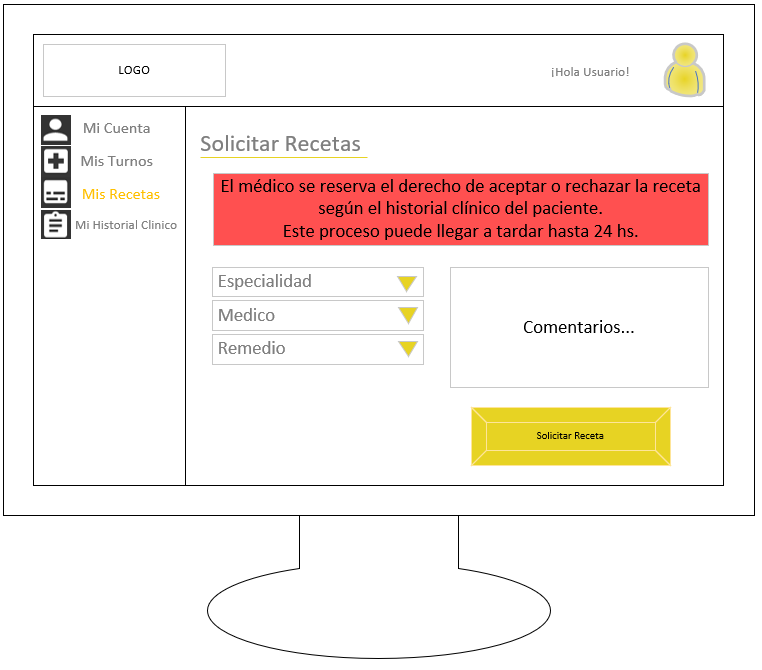 LOGO
¡Hola Usuario!
Mi Cuenta
Mis Turnos
Mis Recetas
Mi Historial Clinico
Solicitar Recetas
El médico se reserva el derecho de aceptar o rechazar la receta
según el historial clínico del paciente.
Este proceso puede llegar a tardar hasta 24 hs.
Especialidad
Medico
Remedio
Comentarios...
Solicitar Receta